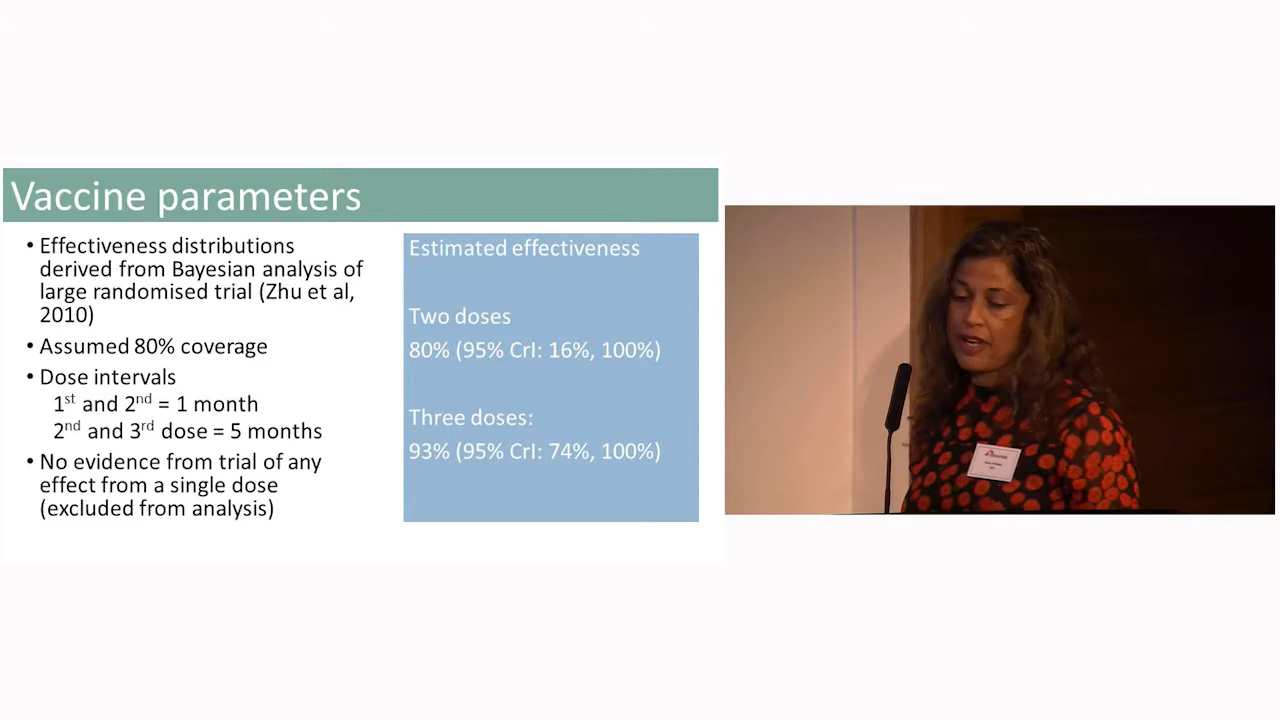 Vaccine parameters
• Effectiveness distributions
derived from Bayesian analysis of
large randomised trial (Zhu et al,
2010)
• Assumed 80% coverage
• Dose intervals
1st and 2nd = 1 month
2nd and 3rd dose = 5 months
• No evidence from trial of any
effect from a single dose
(excluded from analysis)
Estimated effectiveness
Two doses
80% (95% CrI: 16%, 100%)
Three doses:
93% (95% CrI: 74%, 100%)